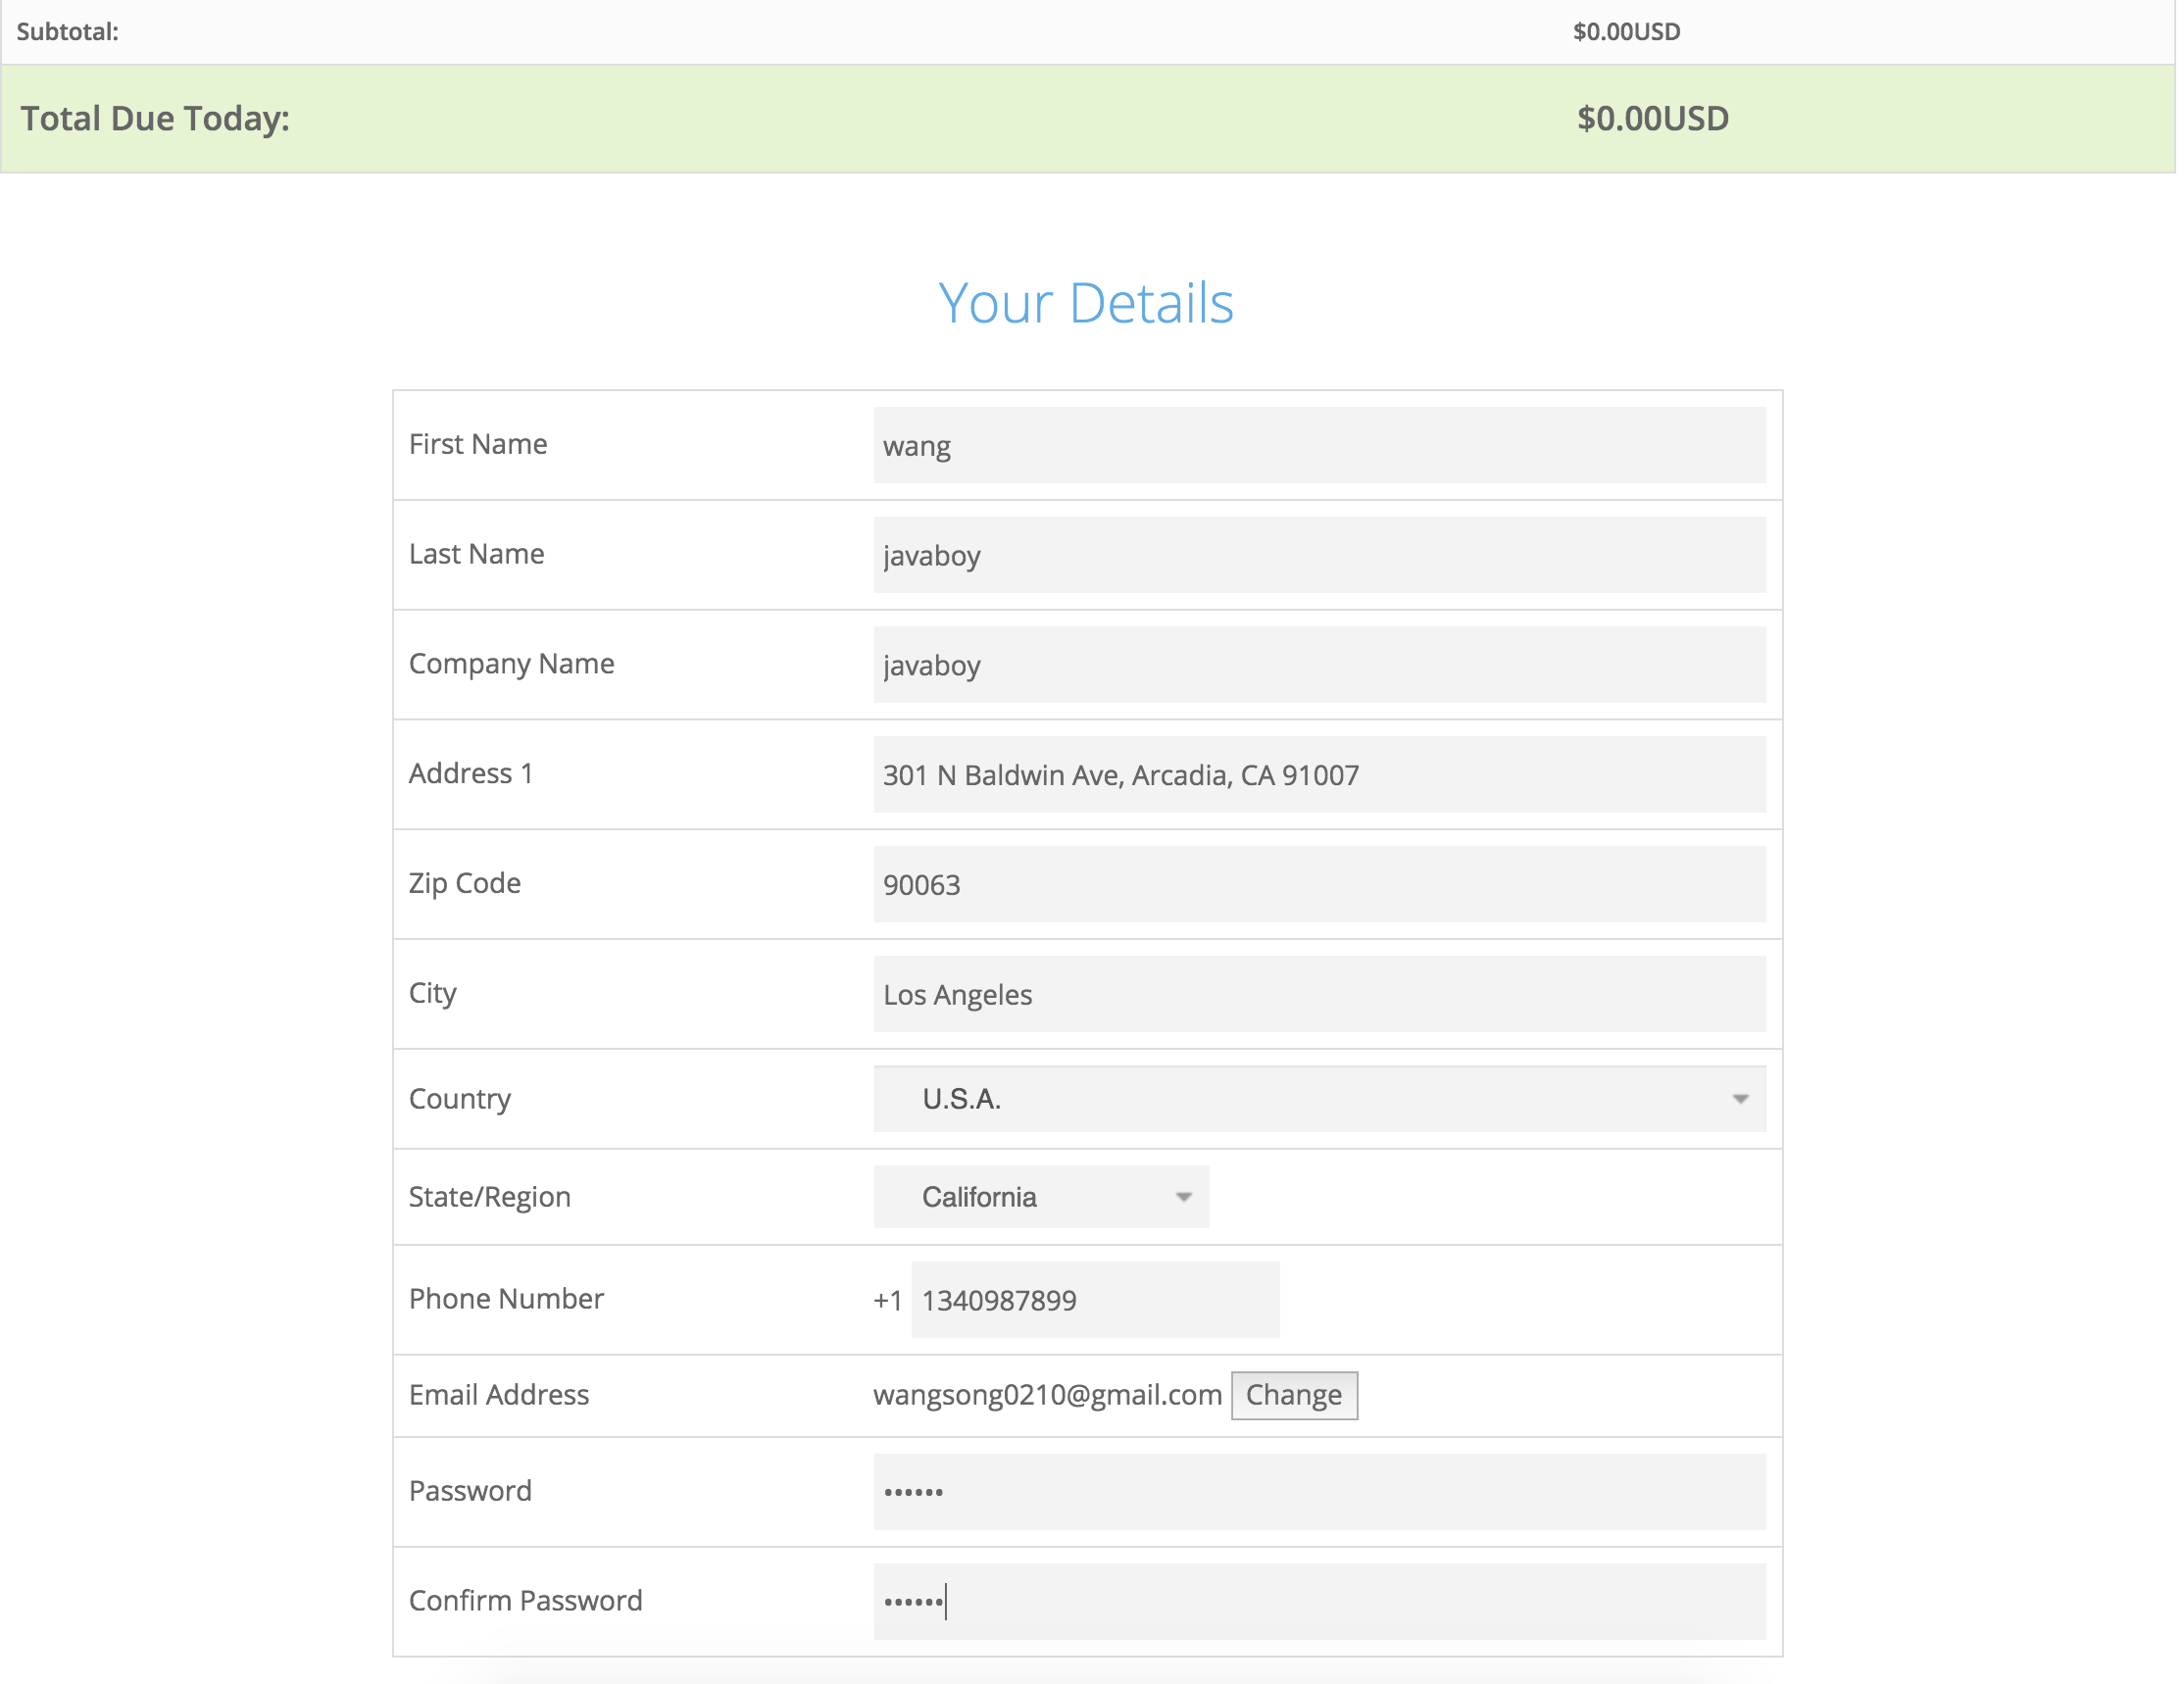 Subtotal: $0.00USD
Total Due Today: $0.00USD
Your Details
First Name wang
Last Name javaboy
Company Name javaboy
Address 1 301 N Baldwin Ave, Arcadia, CA 91007
Zip Code 90063
City Los Angeles
Country U.S.A.
State/Region California
Phone Number +1 1340987899
Email Address wangsong0210@gmail.com Change
Password ••••••
Confirm Password ••••••